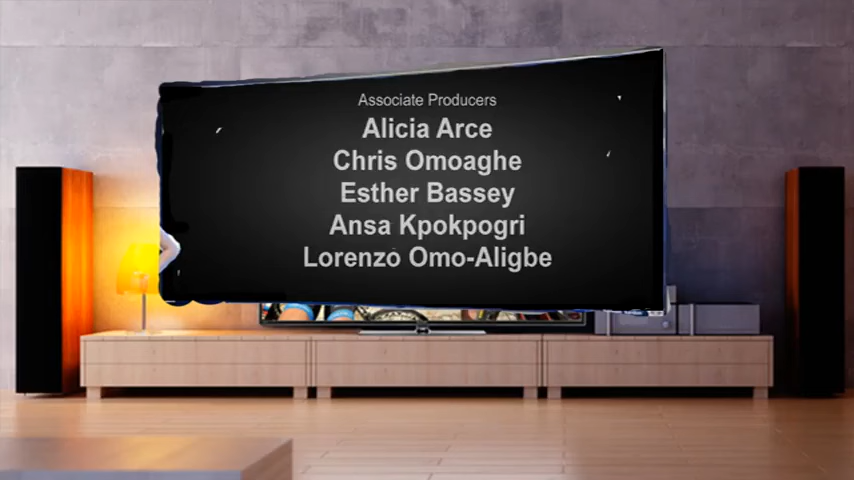 Associate Producers
Alicia Arce
Chris Omoaghe
Esther Bassey
Ansa Kpokpogri
Lorenzo Omo-Aligbe